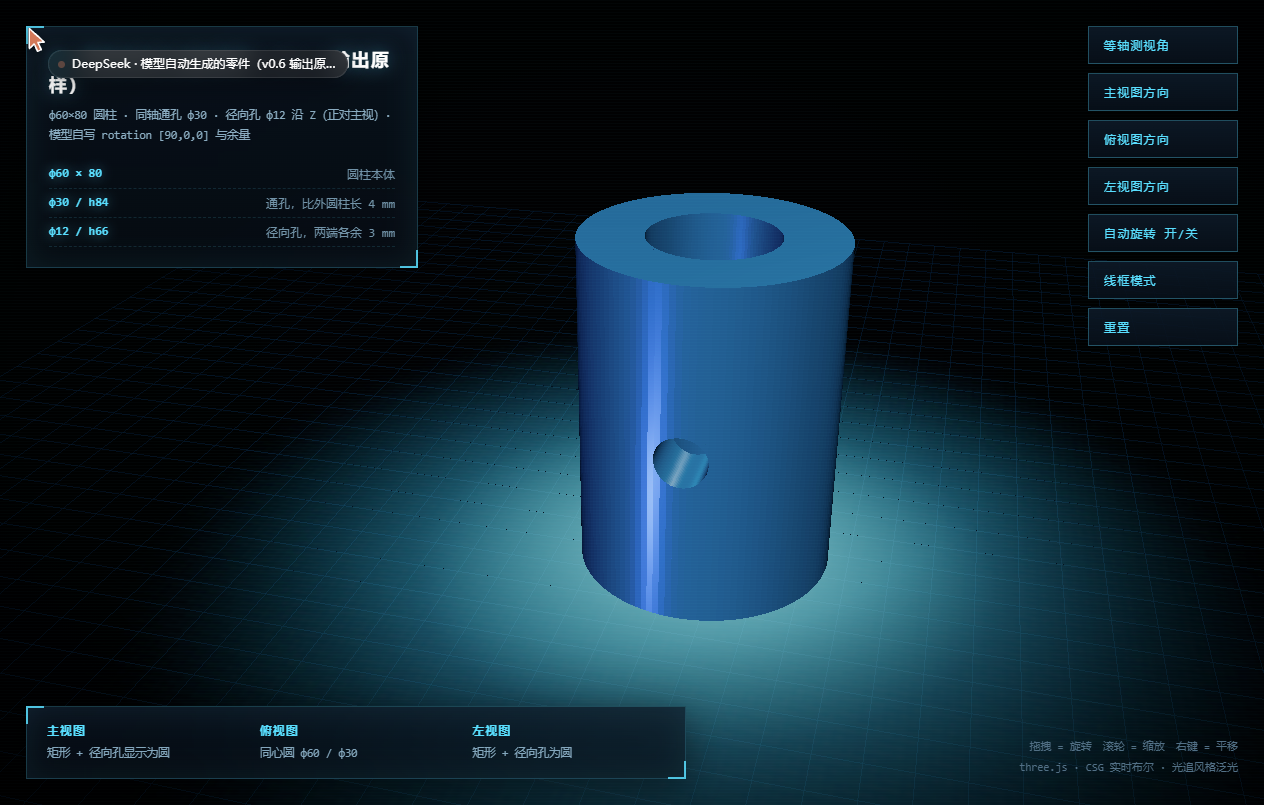 DeepSeek · 模型自动生成的零件（v0.6 输出原...
出原
样）
ϕ60×80 圆柱 · 同轴通孔 ϕ30 · 径向孔 ϕ12 沿 Z（正对主视）·
模型自写 rotation [90,0,0] 与余量
ϕ60 × 80 圆柱本体
ϕ30 / h84 通孔，比外圆柱长 4 mm
ϕ12 / h66 径向孔，两端各余 3 mm
等轴测视角
主视图方向
俯视图方向
左视图方向
自动旋转 开/关
线框模式
重置
主视图 俯视图 左视图
矩形 + 径向孔显示为圆 同心圆 ϕ60 / ϕ30 矩形 + 径向孔为圆
拖拽 = 旋转 滚轮 = 缩放 右键 = 平移
three.js · CSG 实时布尔 · 光追风格泛光